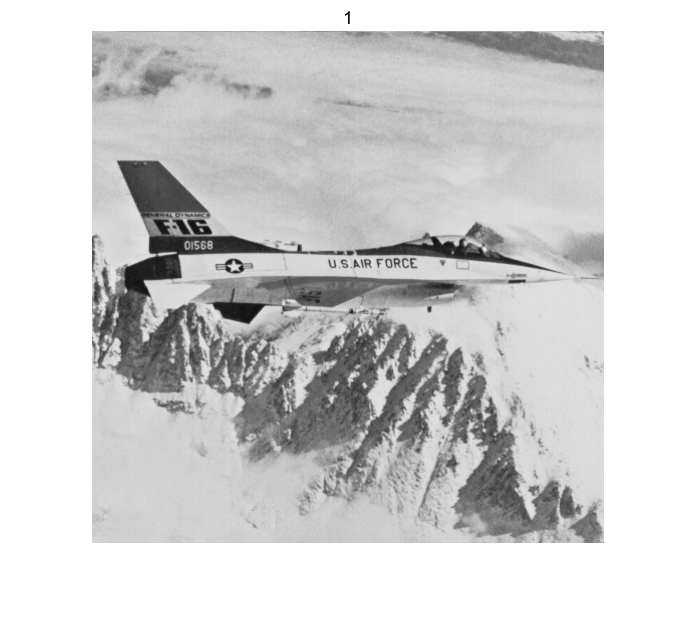 1
GENERAL DYNAMICS
F-16
01568
U.S. AIR FORCE